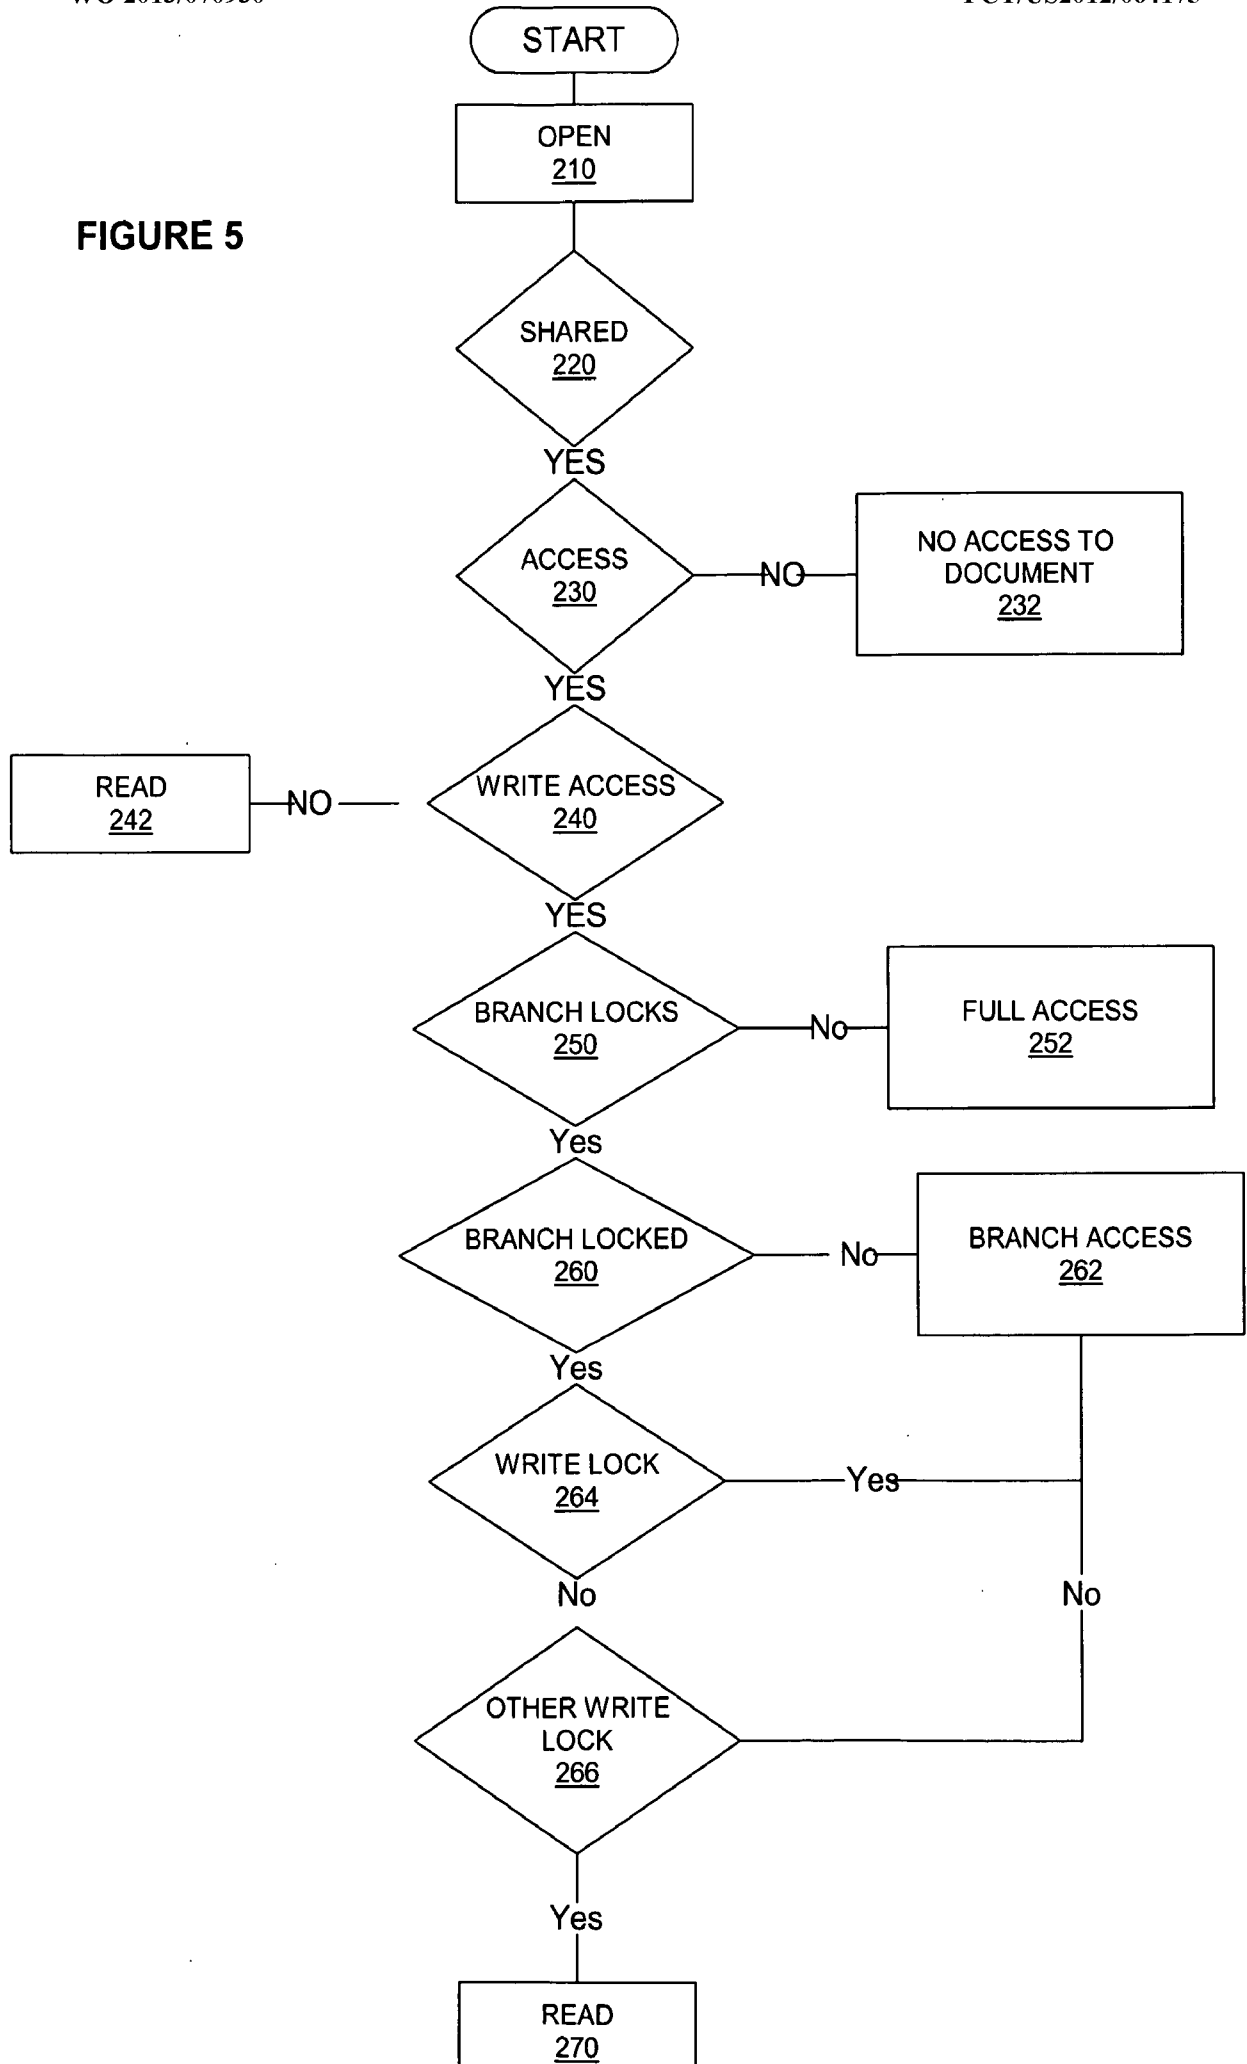 START
OPEN
210
FIGURE 5
SHARED
220
YES
ACCESS
230
NO
NO ACCESS TO
DOCUMENT
232
YES
READ
242
NO
WRITE ACCESS
240
YES
BRANCH LOCKS
250
No
FULL ACCESS
252
Yes
BRANCH LOCKED
260
No
BRANCH ACCESS
262
Yes
WRITE LOCK
264
Yes
No
No
OTHER WRITE
LOCK
266
Yes
READ
270